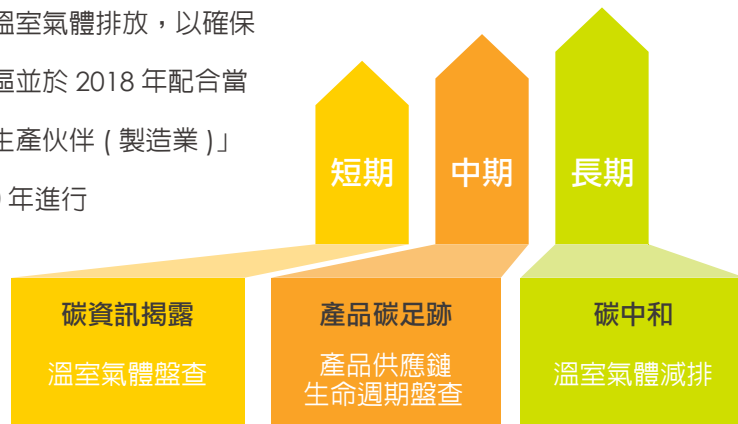 溫室氣體排放，以確保
區並於 2018 年配合當
生產伙伴 ( 製造業 )」
年進行
短期
中期
長期
碳資訊揭露
溫室氣體盤查
產品碳足跡
產品供應鏈
生命週期盤查
碳中和
溫室氣體減排